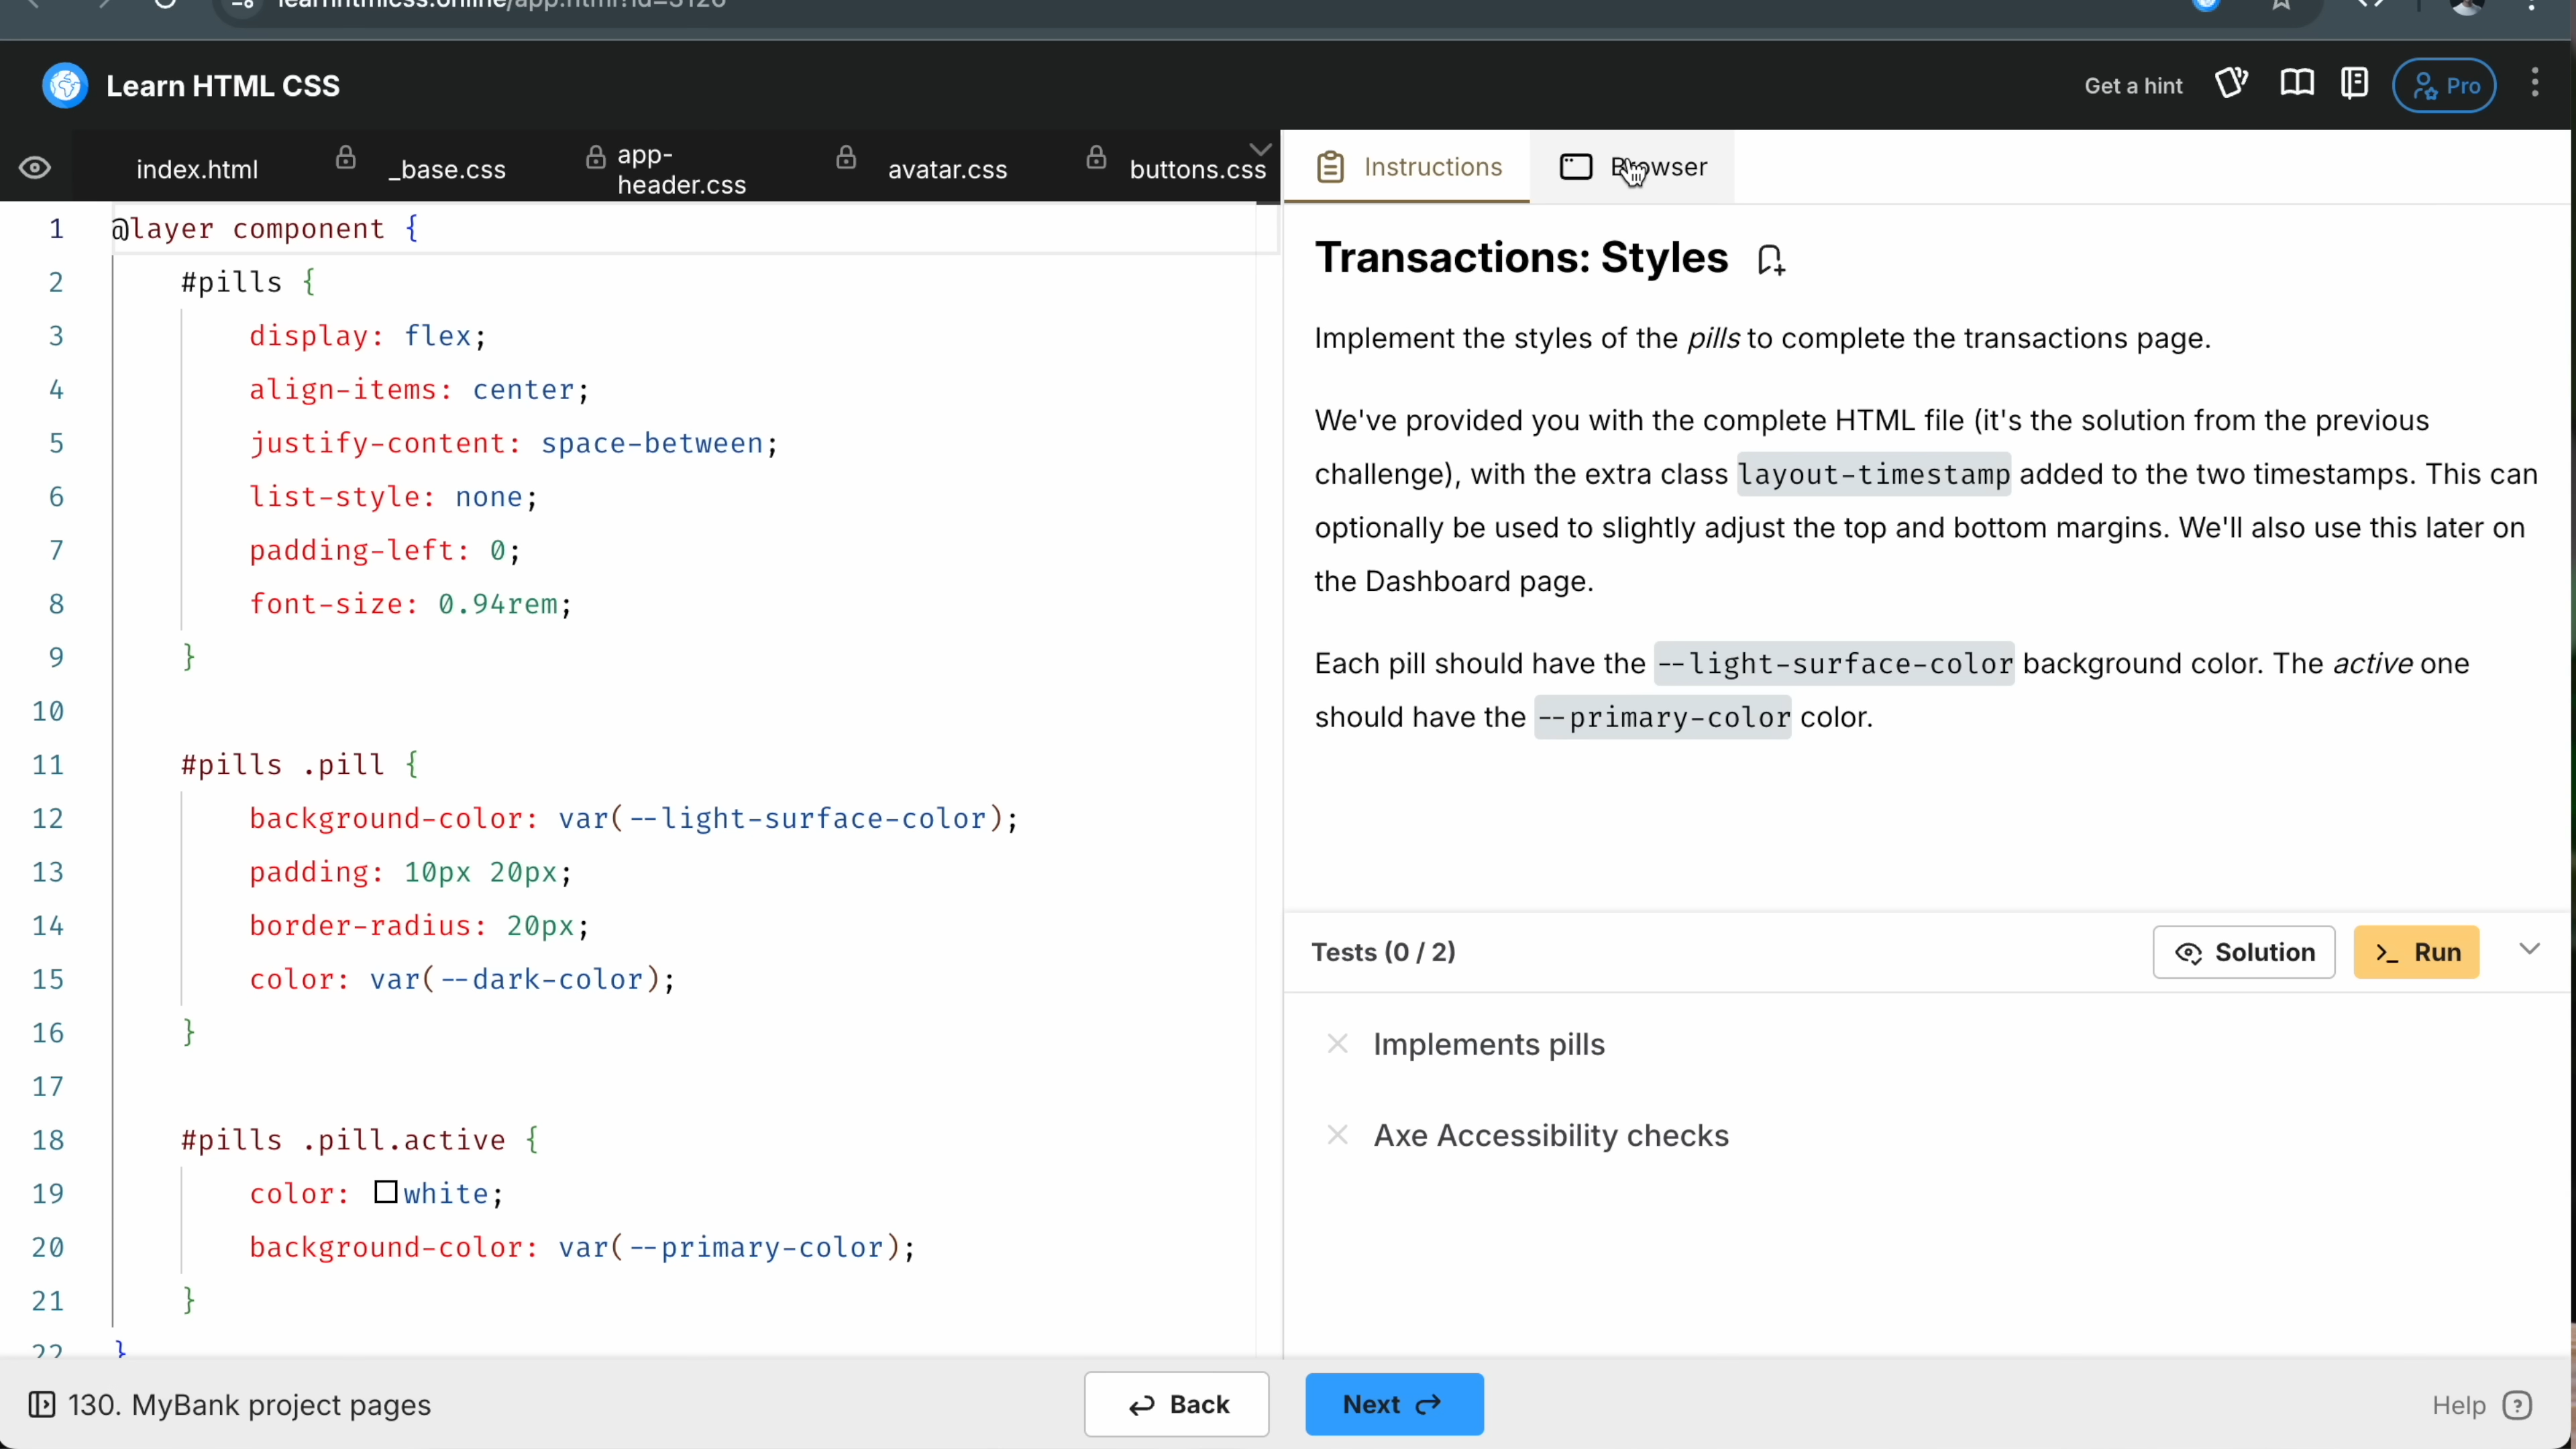 learnhtmlcss.online/app.html?id=3126
Learn HTML CSS
Get a hint
Pro
index.html
_base.css
app-
header.css
avatar.css
buttons.css
Instructions
Browser
1 @layer component {
2 #pills {
3 display: flex;
4 align-items: center;
5 justify-content: space-between;
6 list-style: none;
7 padding-left: 0;
8 font-size: 0.94rem;
9 }
10
11 #pills .pill {
12 background-color: var(--light-surface-color);
13 padding: 10px 20px;
14 border-radius: 20px;
15 color: var(--dark-color);
16 }
17
18 #pills .pill.active {
19 color: white;
20 background-color: var(--primary-color);
21 }
22 }
Transactions: Styles
Implement the styles of the pills to complete the transactions page.
We've provided you with the complete HTML file (it's the solution from the previous
challenge), with the extra class layout-timestamp added to the two timestamps. This can
optionally be used to slightly adjust the top and bottom margins. We'll also use this later on
the Dashboard page.
Each pill should have the --light-surface-color background color. The active one
should have the --primary-color color.
Tests (0 / 2)
Solution
>_ Run
Implements pills
Axe Accessibility checks
130. MyBank project pages
Back
Next
Help ?